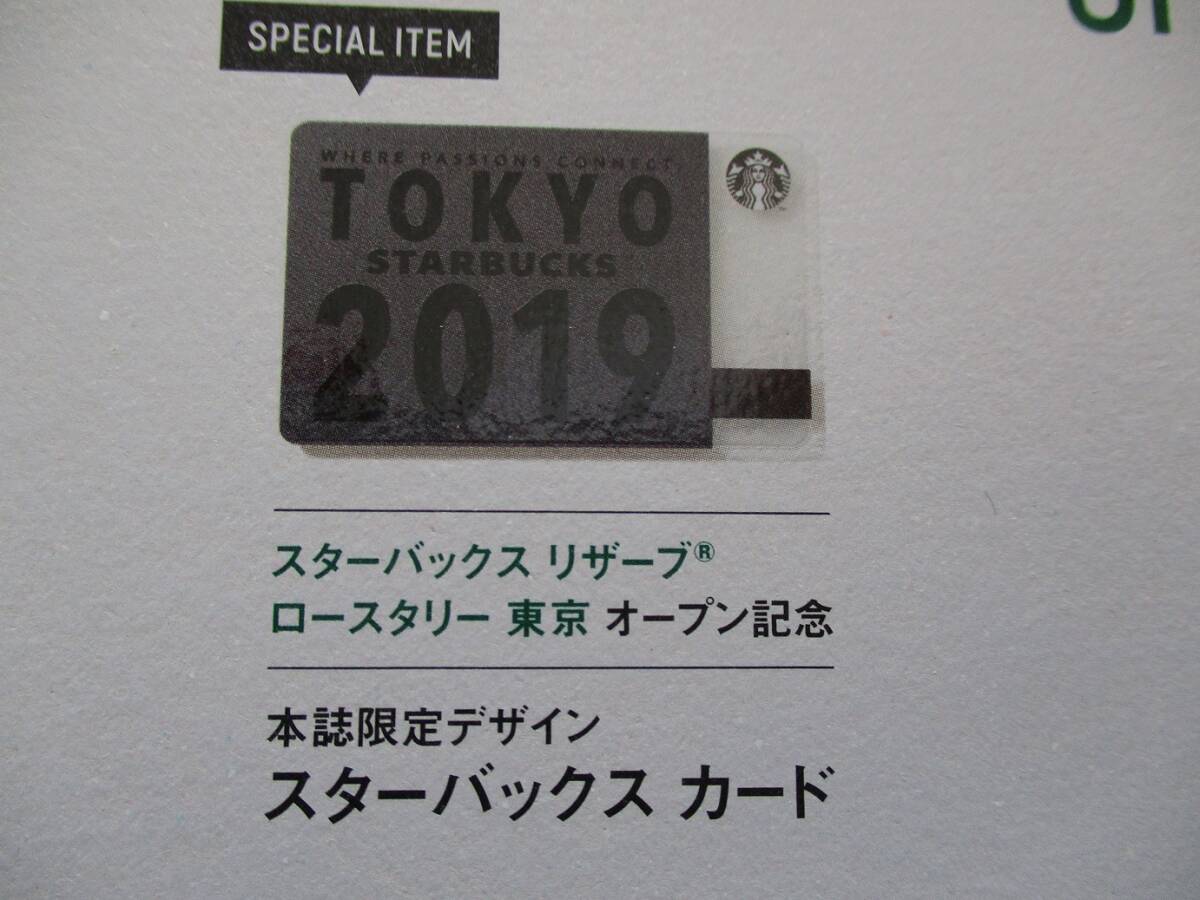 SPECIAL ITEM
WHERE PASSIONS CONNECT.
TOKYO
STARBUCKS
2019
スターバックス リザーブ®
ロースタリー 東京 オープン記念
本誌限定デザイン
スターバックス カード